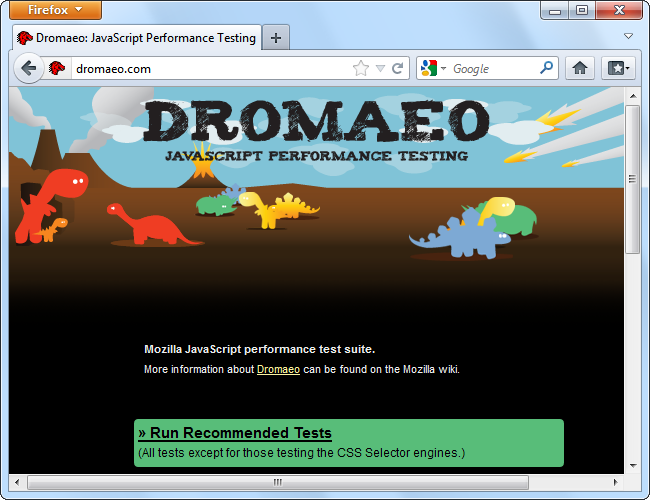 Firefox
Dromaeo: JavaScript Performance Testing
dromaeo.com
Google
DROMAEO
JAVASCRIPT PERFORMANCE TESTING
Mozilla JavaScript performance test suite.
More information about Dromaeo can be found on the Mozilla wiki.
» Run Recommended Tests
(All tests except for those testing the CSS Selector engines.)